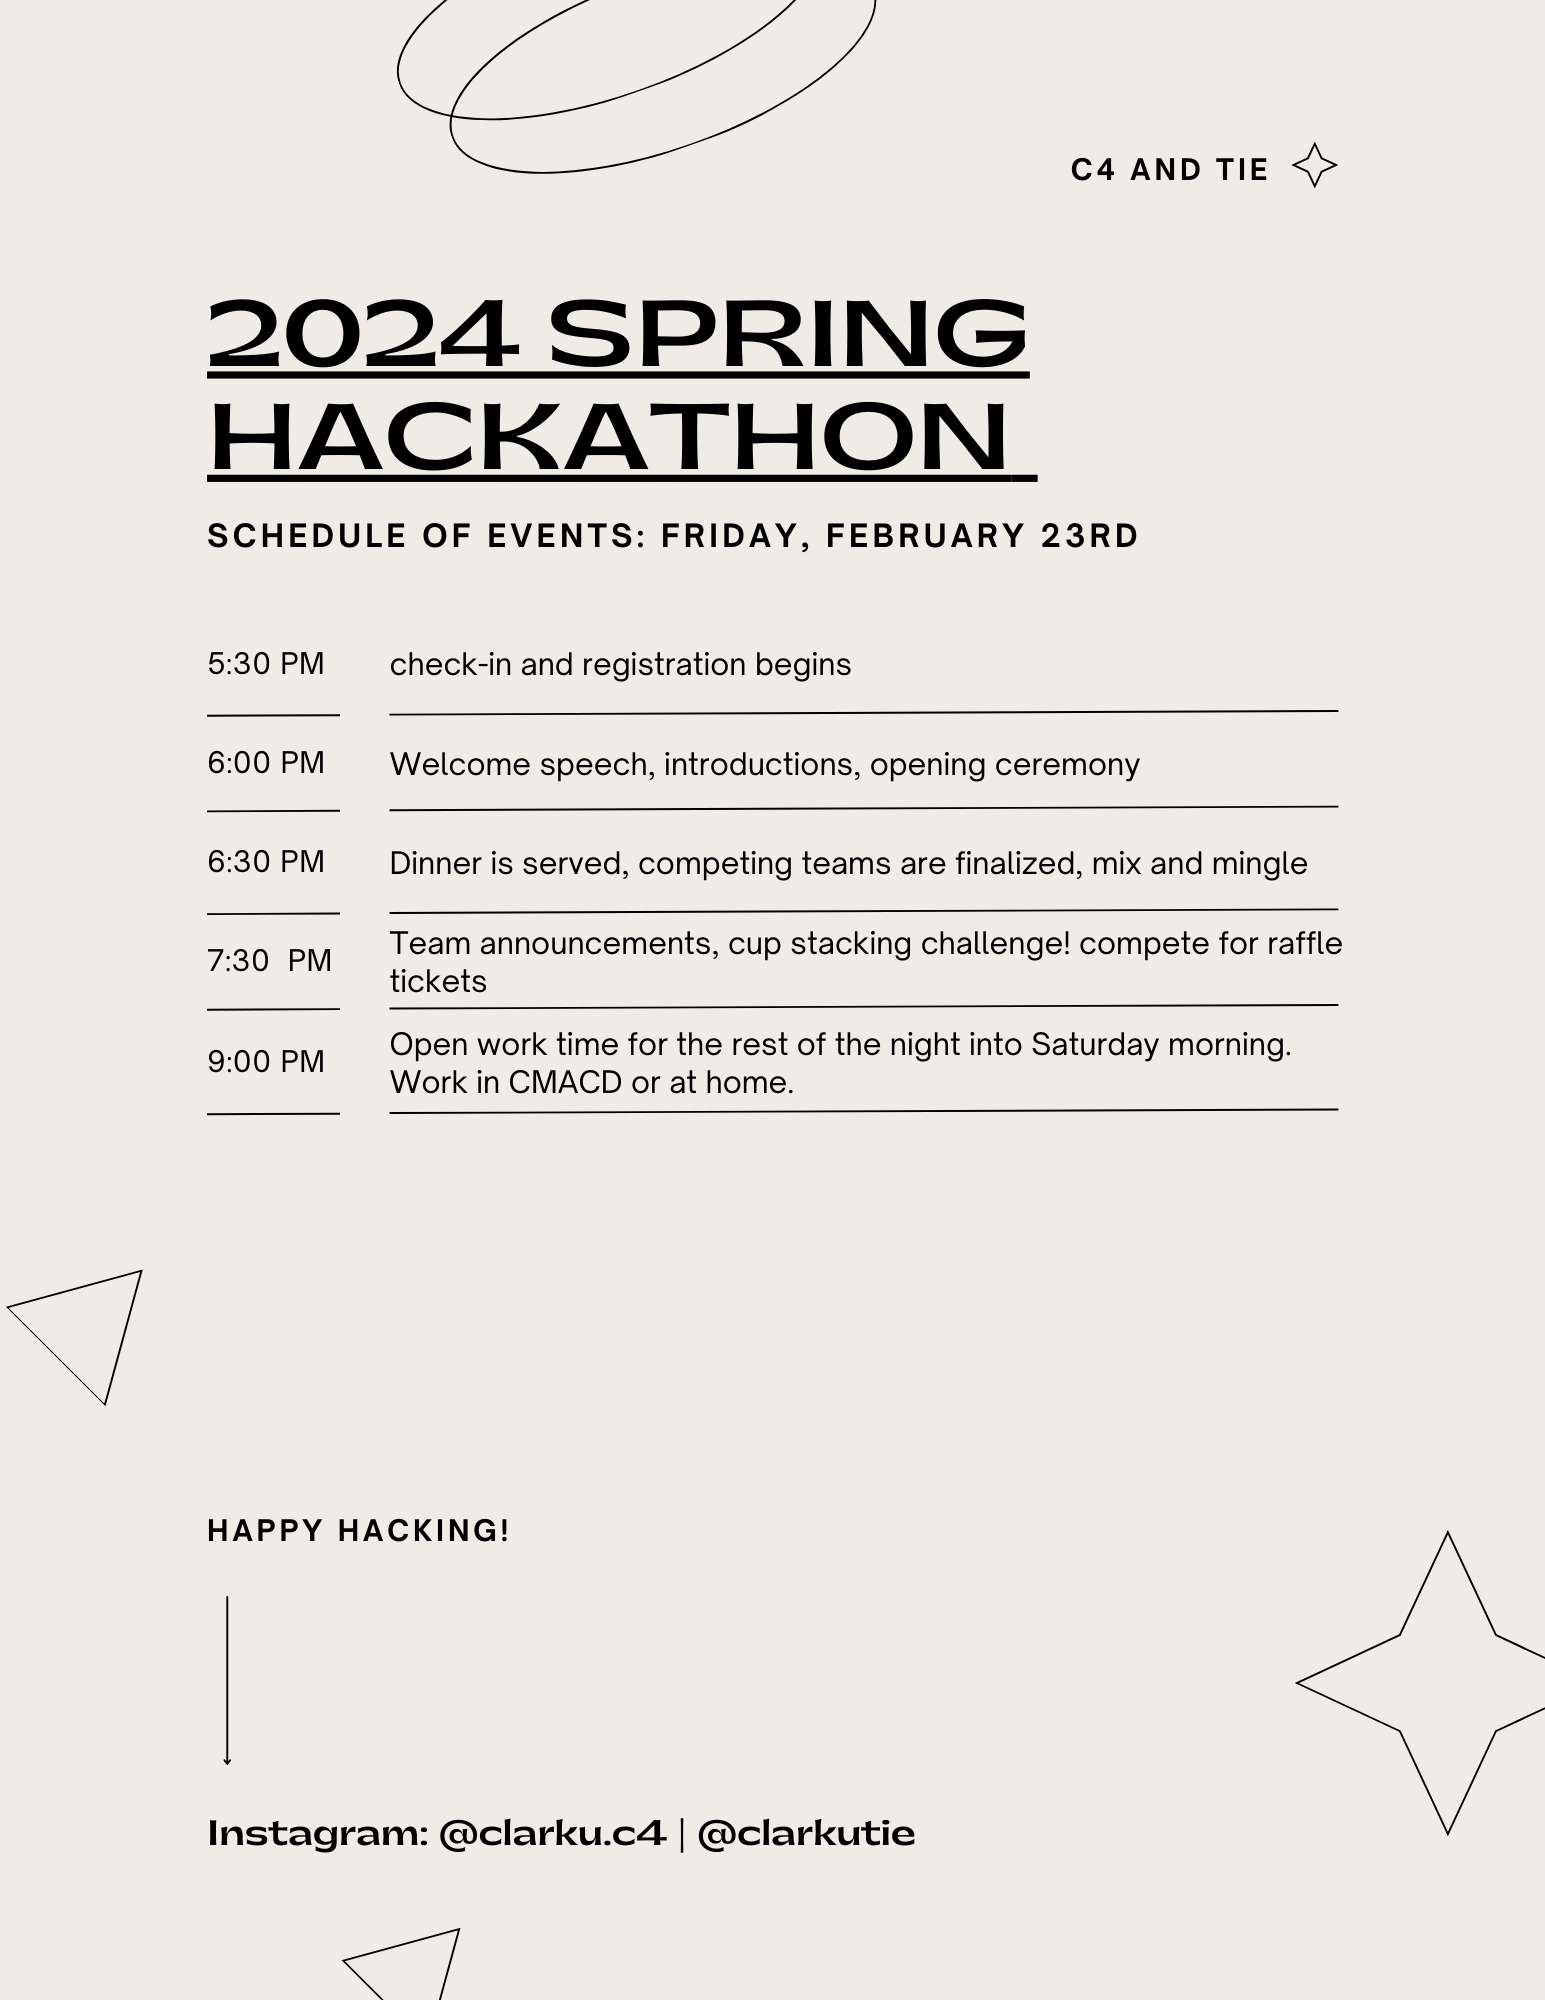 C4 AND TIE
2024 SPRING
HACKATHON
SCHEDULE OF EVENTS: FRIDAY, FEBRUARY 23RD
5:30 PM check-in and registration begins
6:00 PM Welcome speech, introductions, opening ceremony
6:30 PM Dinner is served, competing teams are finalized, mix and mingle
7:30 PM Team announcements, cup stacking challenge! compete for raffle
tickets
9:00 PM Open work time for the rest of the night into Saturday morning.
Work in CMACD or at home.
HAPPY HACKING!
Instagram: @clarku.c4 | @clarkutie